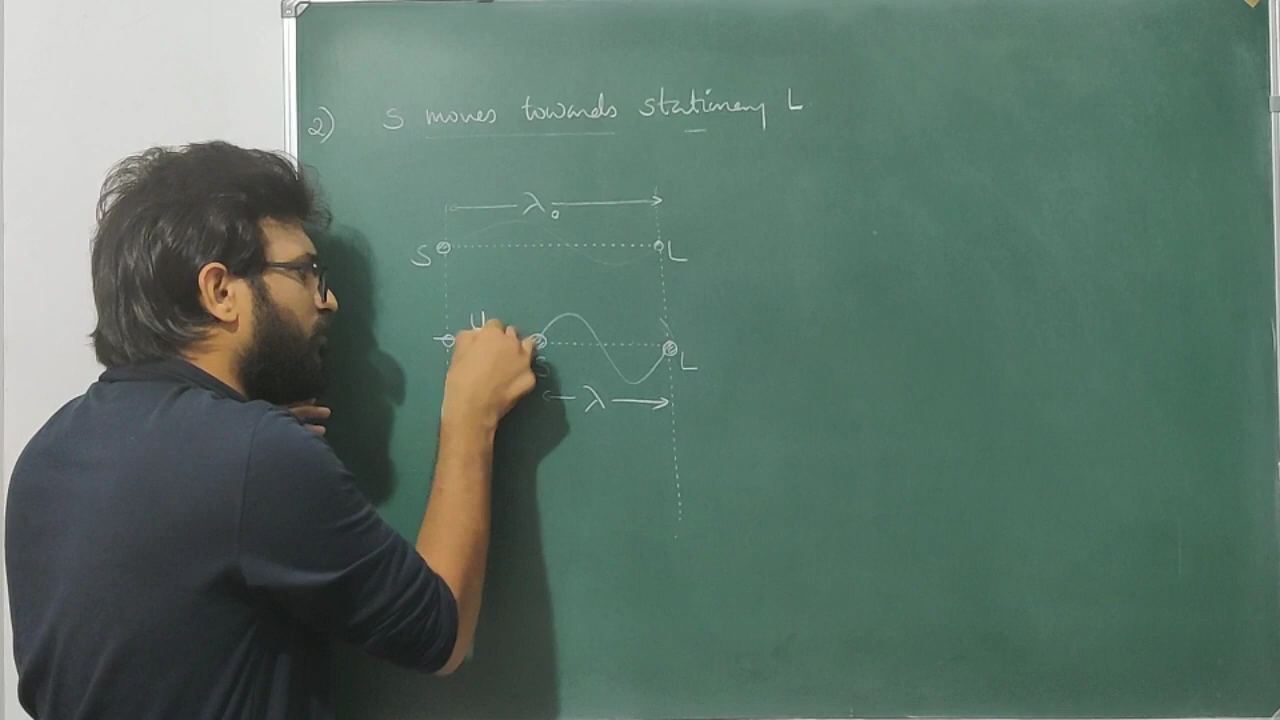 2) S moves towards stationary L
λ₀
S L
S L
λ